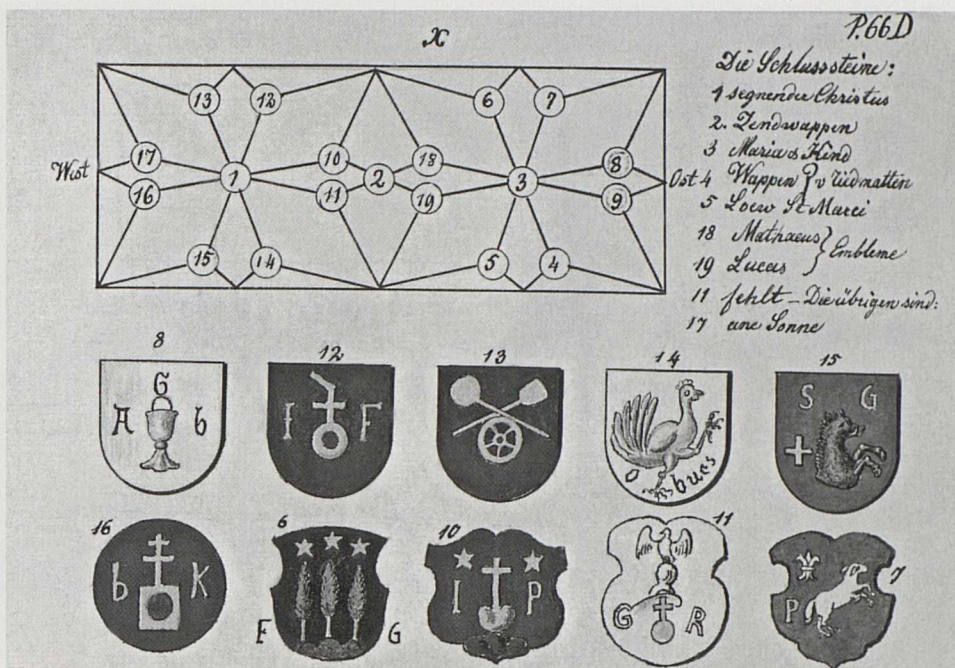 P. 66 D
X
Die Schlusssteine:
1 segnender Christus
2. Zendwappen
3 Maria & Kind
4 Wappen } v Riedmatten
5 Loew St Marci
18 Mathaeus } Embleme
19 Lucas
11 fehlt – Die übrigen sind:
17 eine Sonne
West
Ost
13 12 6 7
17 10 18 8
1 2 3
16 11 19 9
15 14 5 4
8 12 13 14 15
A G b
I F
o bucs
S G
16 6 10 11 7
b K
F G
I P
G R
P